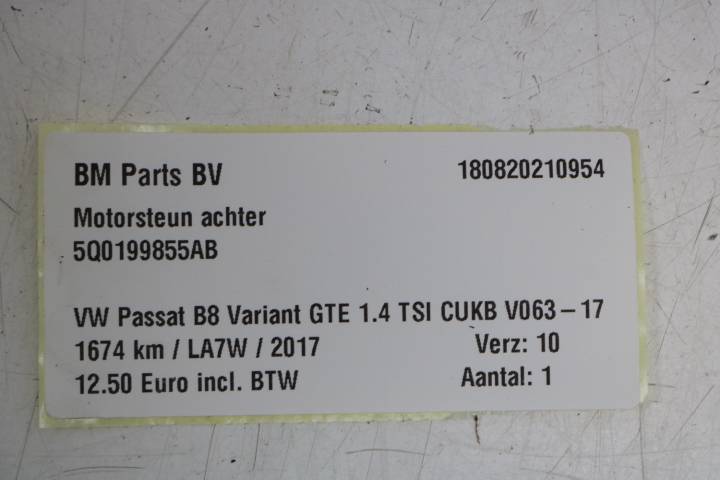 BM Parts BV 180820210954
Motorsteun achter
5Q0199855AB
VW Passat B8 Variant GTE 1.4 TSI CUKB V063-17
1674 km / LA7W / 2017 Verz: 10
12.50 Euro incl. BTW Aantal: 1